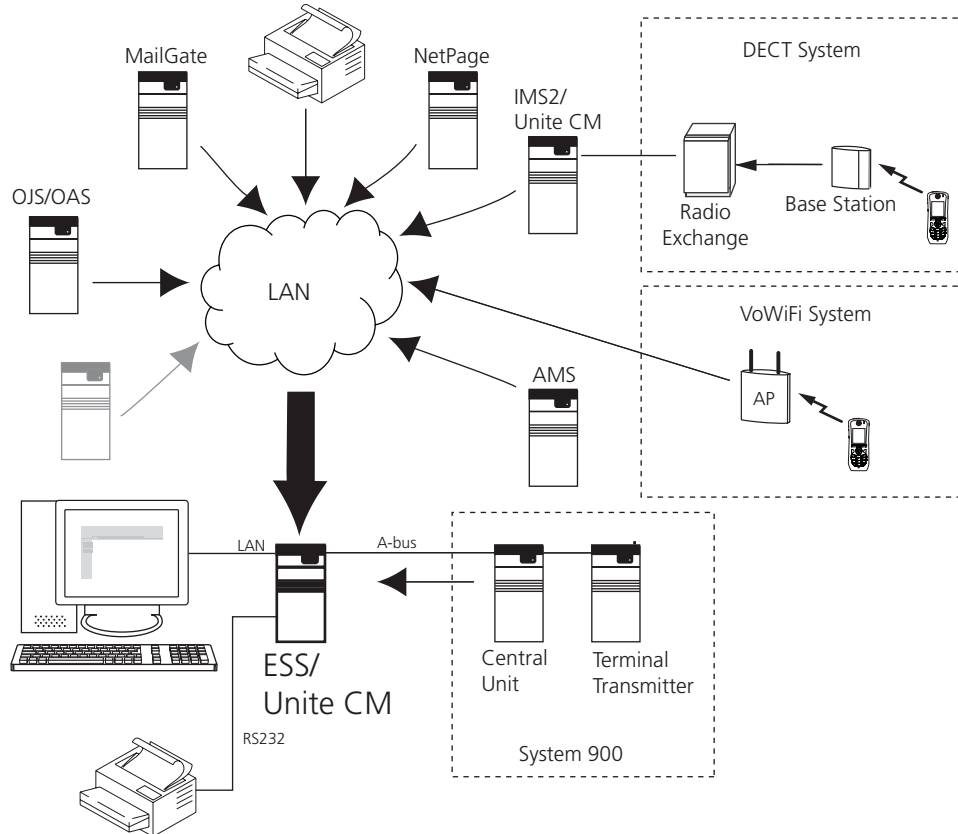 MailGate
NetPage
DECT System
IMS2/
Unite CM
OJS/OAS
Radio
Exchange
Base Station
LAN
VoWiFi System
AMS
AP
LAN
A-bus
ESS/
Unite CM
Central
Unit
Terminal
Transmitter
RS232
System 900